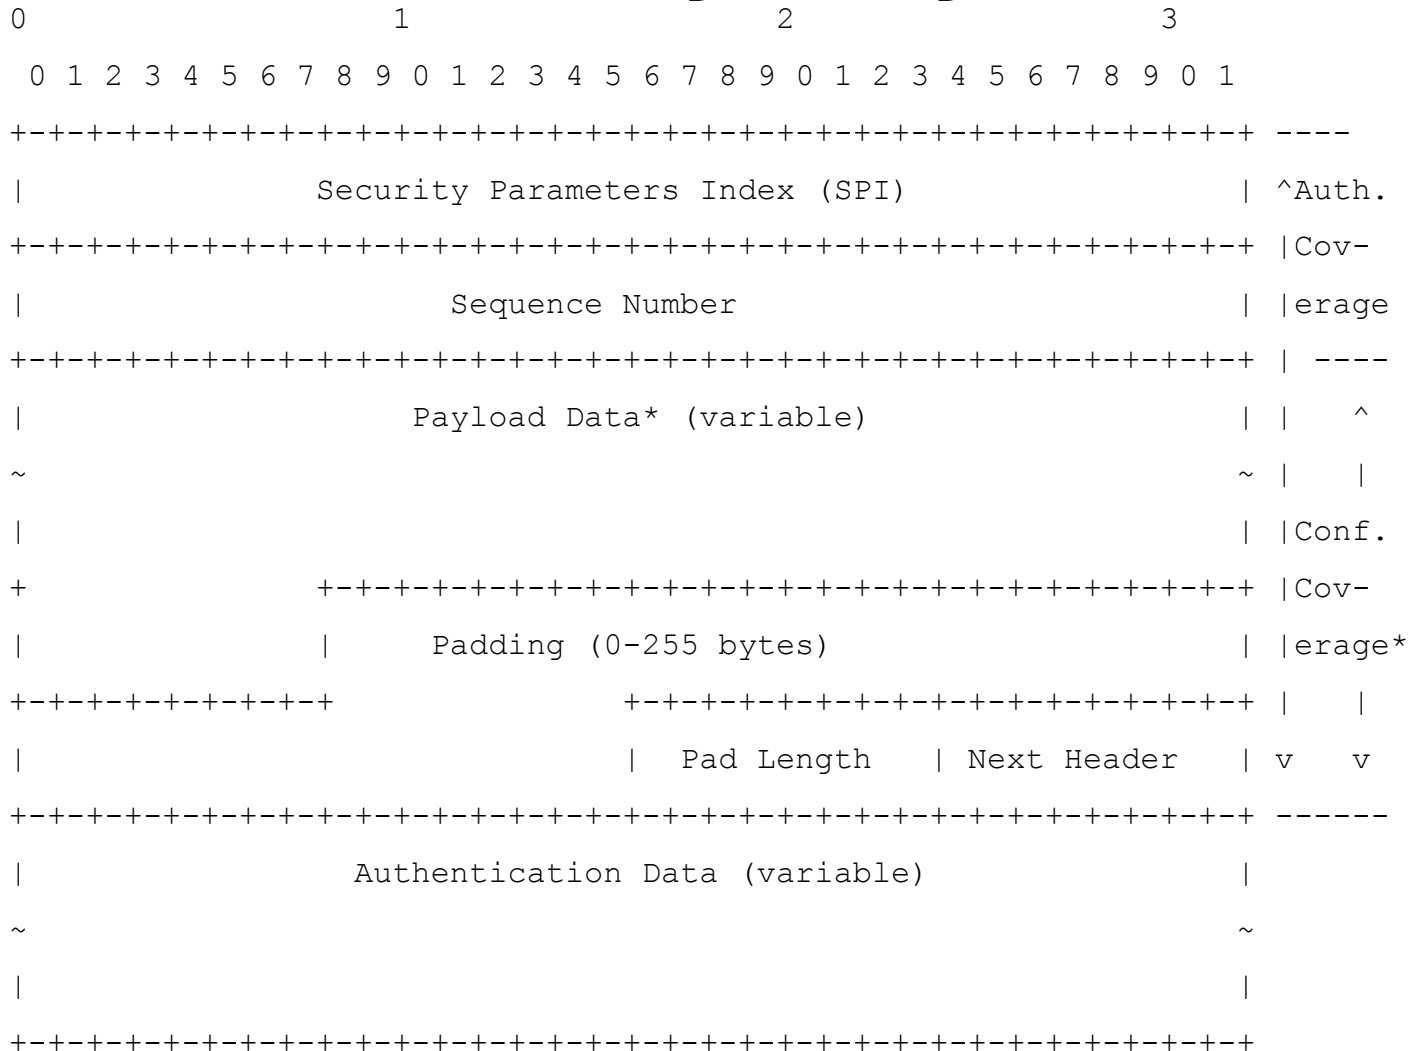 0                   1                   2                   3
 0 1 2 3 4 5 6 7 8 9 0 1 2 3 4 5 6 7 8 9 0 1 2 3 4 5 6 7 8 9 0 1
+-+-+-+-+-+-+-+-+-+-+-+-+-+-+-+-+-+-+-+-+-+-+-+-+-+-+-+-+-+-+-+-+ ----
|               Security Parameters Index (SPI)                 | ^Auth.
+-+-+-+-+-+-+-+-+-+-+-+-+-+-+-+-+-+-+-+-+-+-+-+-+-+-+-+-+-+-+-+-+ |Cov-
|                      Sequence Number                          | |erage
+-+-+-+-+-+-+-+-+-+-+-+-+-+-+-+-+-+-+-+-+-+-+-+-+-+-+-+-+-+-+-+-+ | ----
|                    Payload Data* (variable)                   | |   ^
~                                                               ~ |   |
|                                                               | |Conf.
+               +-+-+-+-+-+-+-+-+-+-+-+-+-+-+-+-+-+-+-+-+-+-+-+-+ |Cov-
|               |     Padding (0-255 bytes)                     | |erage*
+-+-+-+-+-+-+-+-+               +-+-+-+-+-+-+-+-+-+-+-+-+-+-+-+-+ |   |
|                               |  Pad Length   | Next Header   | v   v
+-+-+-+-+-+-+-+-+-+-+-+-+-+-+-+-+-+-+-+-+-+-+-+-+-+-+-+-+-+-+-+-+ ------
|                 Authentication Data (variable)                |
~                                                               ~
|                                                               |
+-+-+-+-+-+-+-+-+-+-+-+-+-+-+-+-+-+-+-+-+-+-+-+-+-+-+-+-+-+-+-+-+